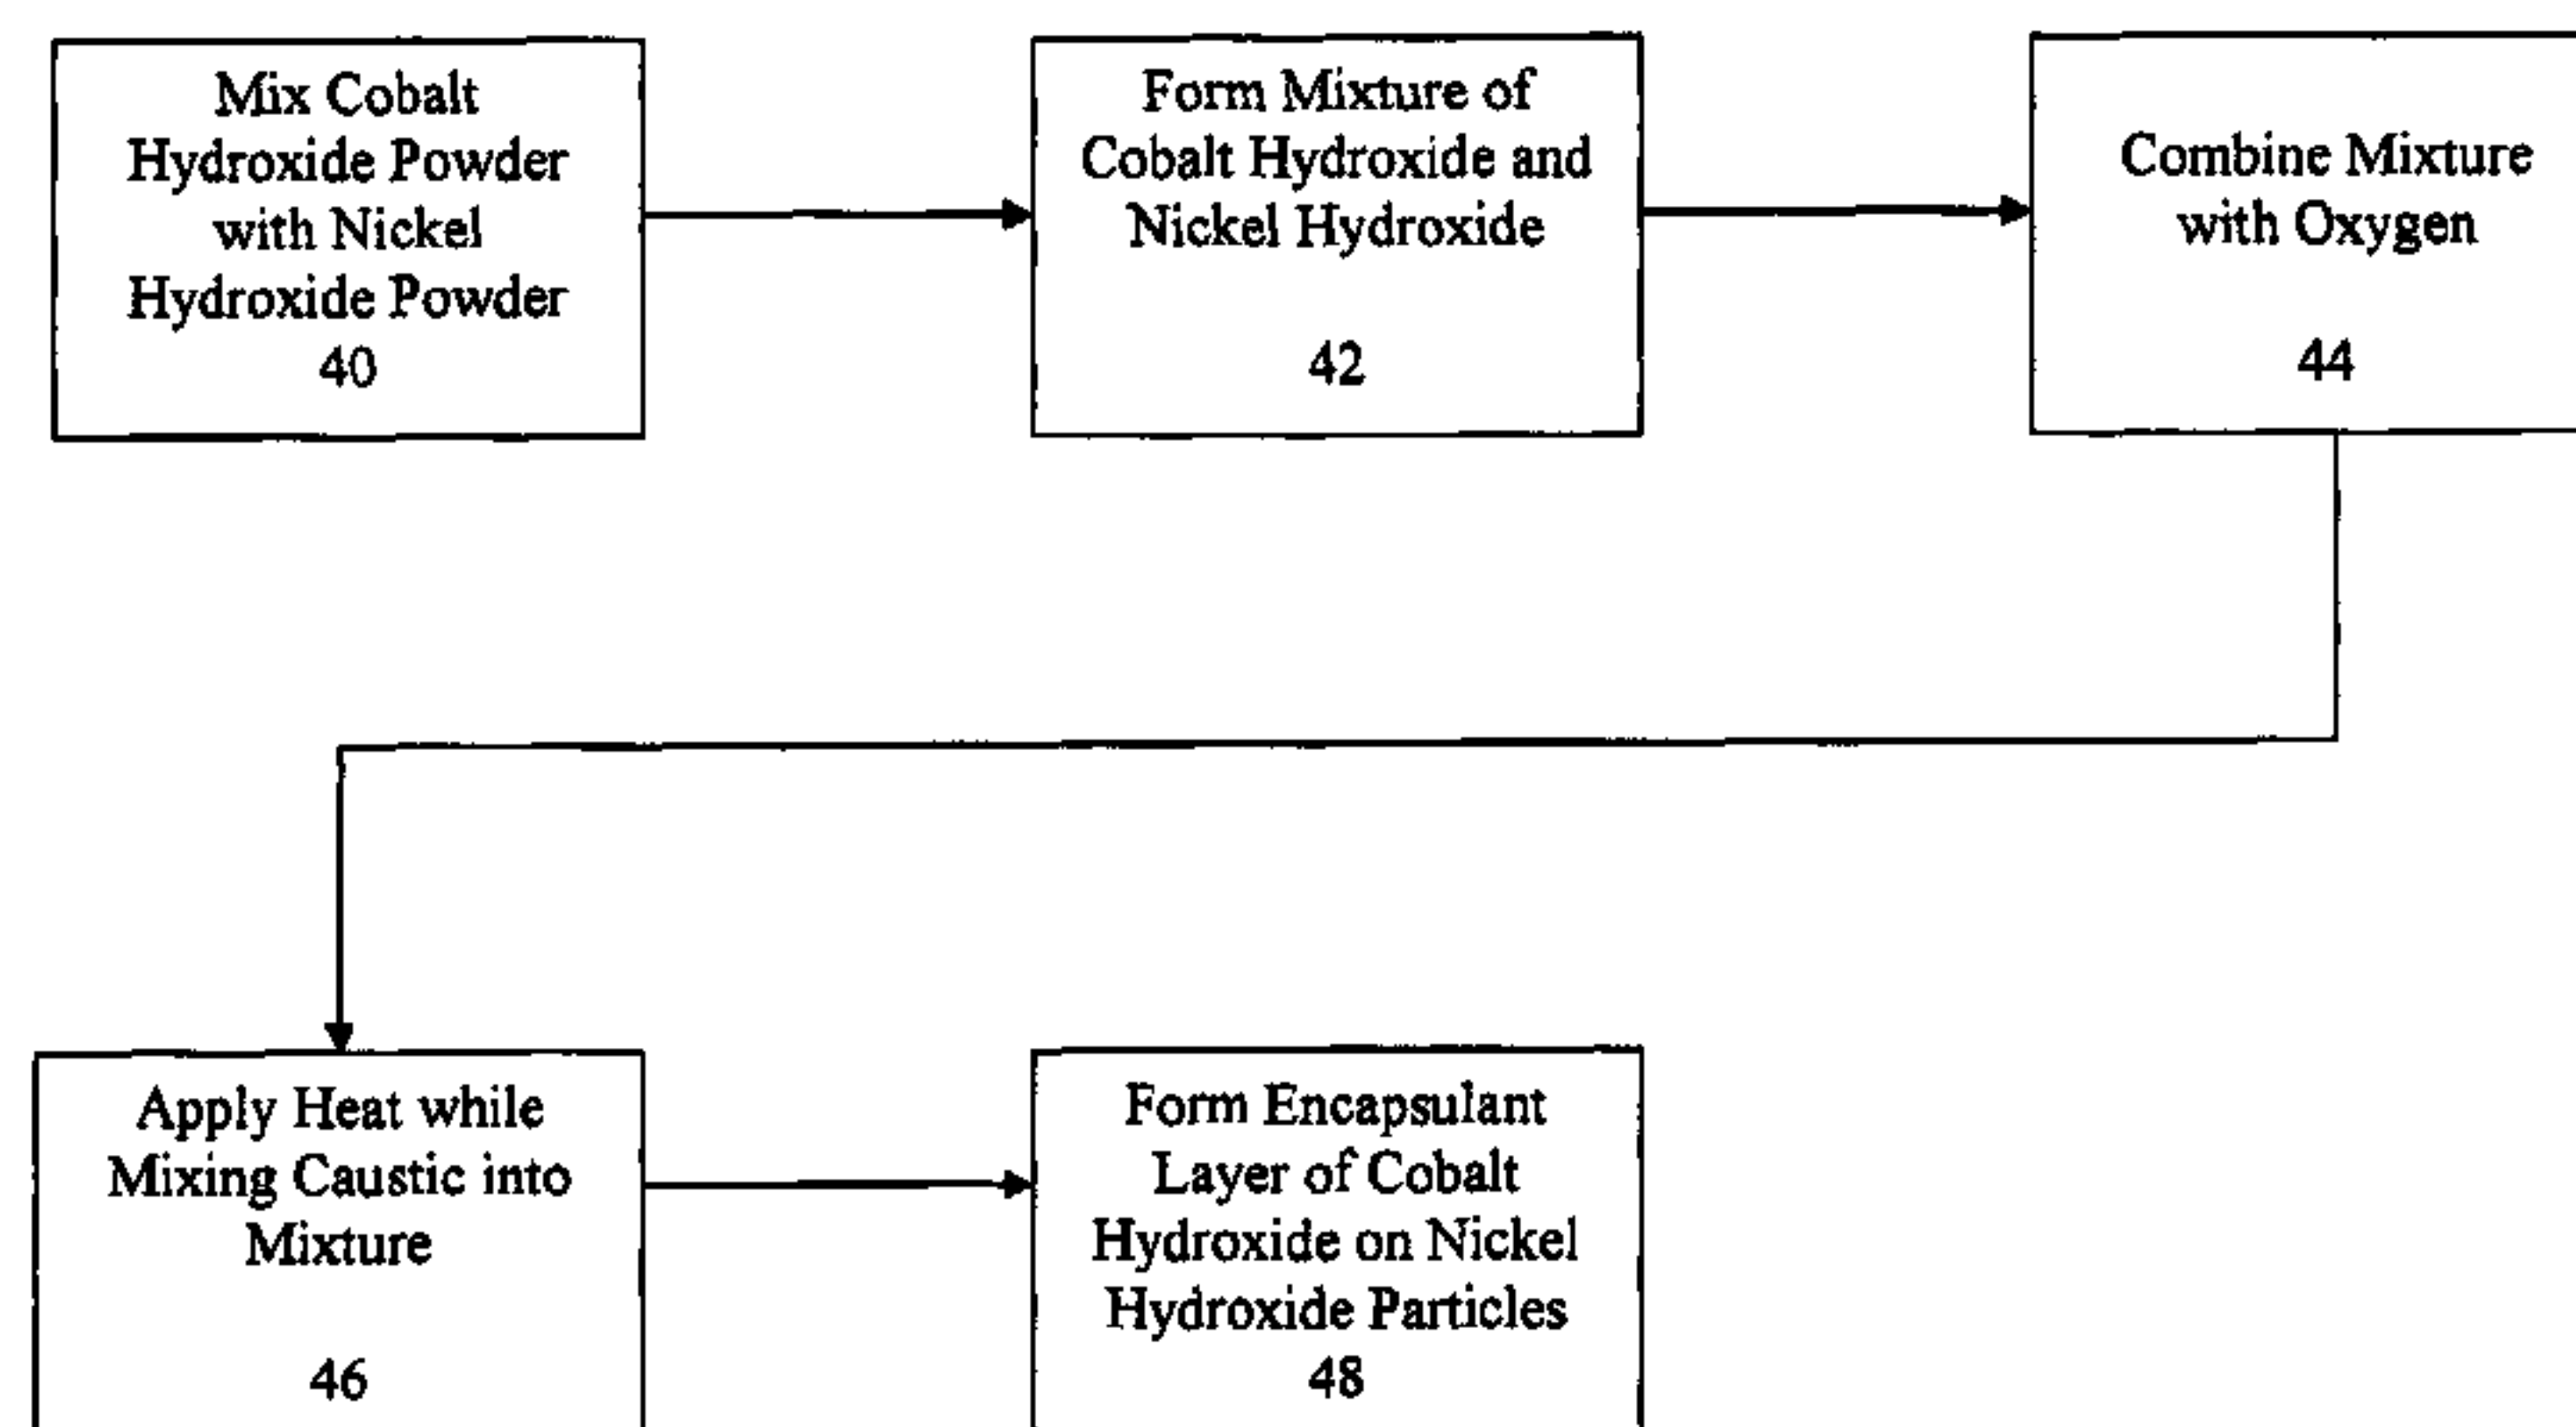 Mix Cobalt
Hydroxide Powder
with Nickel
Hydroxide Powder
40
Form Mixture of
Cobalt Hydroxide and
Nickel Hydroxide
42
Combine Mixture
with Oxygen
44
Apply Heat while
Mixing Caustic into
Mixture
46
Form Encapsulant
Layer of Cobalt
Hydroxide on Nickel
Hydroxide Particles
48